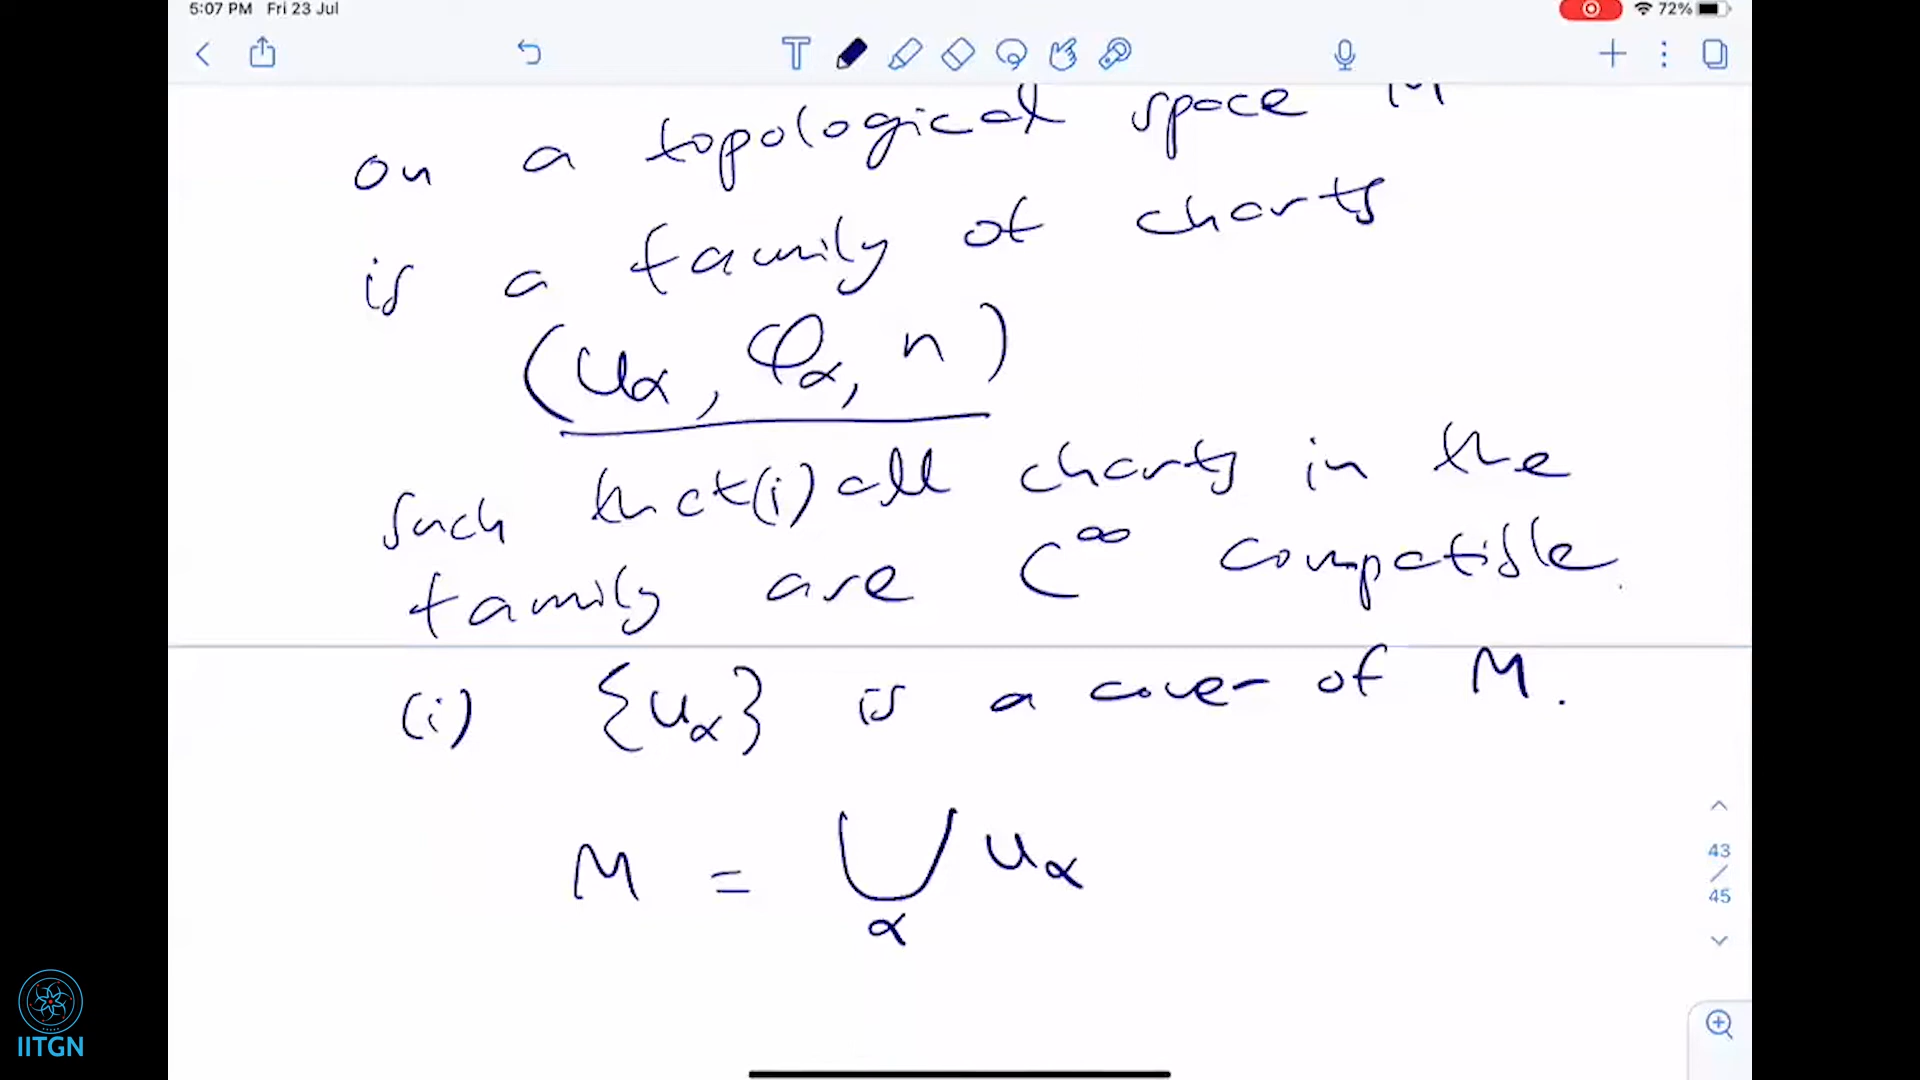 5:07 PM Fri 23 Jul
72%
on a topological space M
is a family of charts
(Uα, φα, n)
such that (i) all charts in the
family are C^∞ compatible.
(i) {Uα} is a cover of M.
M = ⋃ Uα
α
43
/
45
IITGN